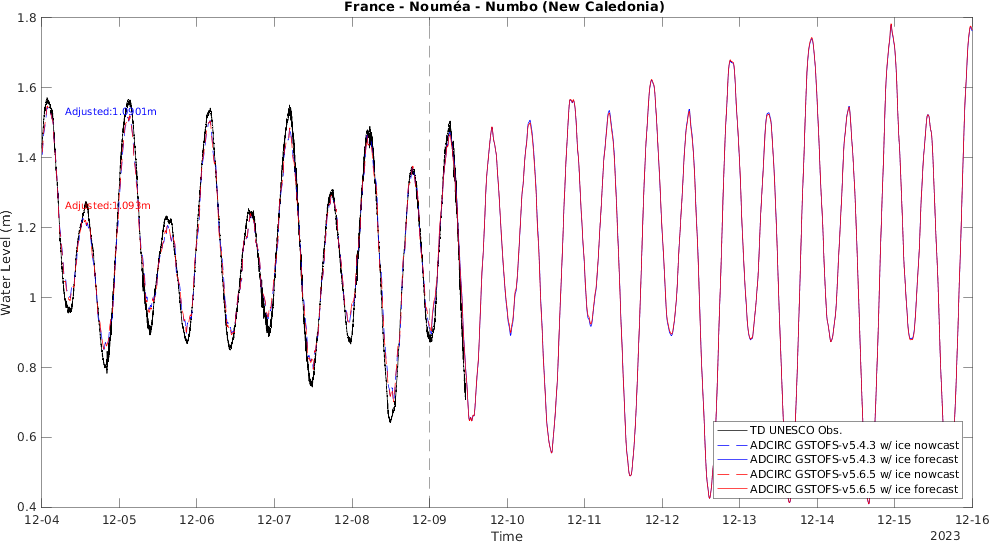 France - Nouméa - Numbo (New Caledonia)
1.8
1.6
1.4
1.2
1
0.8
0.6
0.4
Water Level (m)
Adjusted:1.0901m
Adjusted:1.093m
TD UNESCO Obs.
ADCIRC GSTOFS-v5.4.3 w/ ice nowcast
ADCIRC GSTOFS-v5.4.3 w/ ice forecast
ADCIRC GSTOFS-v5.6.5 w/ ice nowcast
ADCIRC GSTOFS-v5.6.5 w/ ice forecast
12-04 12-05 12-06 12-07 12-08 12-09 12-10 12-11 12-12 12-13 12-14 12-15 12-16
Time
2023